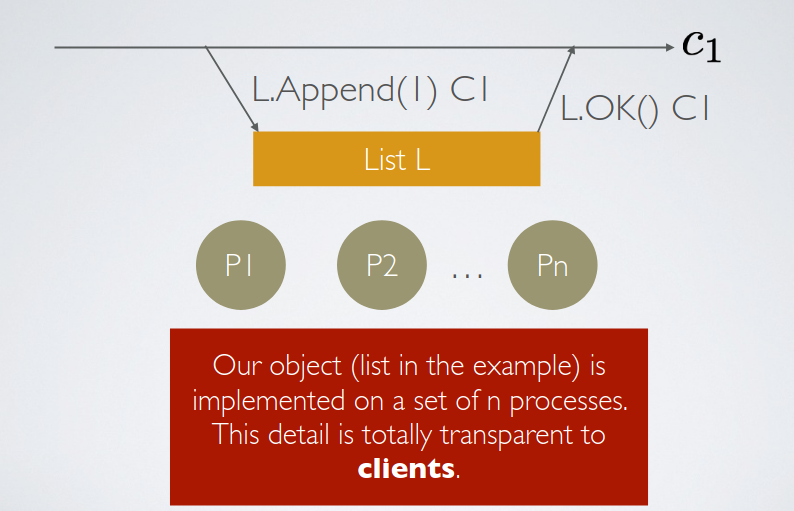 c₁
L.Append(1) C1
L.OK() C1
List L
P1 P2 ... Pn
Our object (list in the example) is
implemented on a set of n processes.
This detail is totally transparent to
clients.